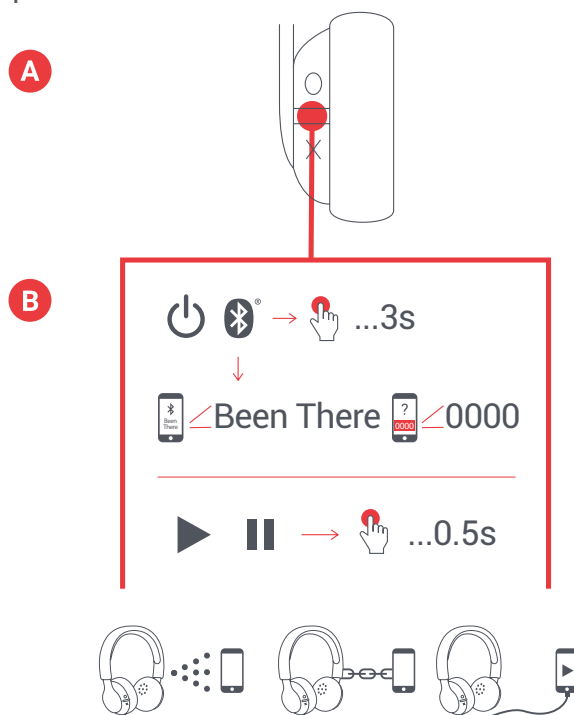 A
B
® ...3s
Been There
Been There
?
0000
0000
...0.5s